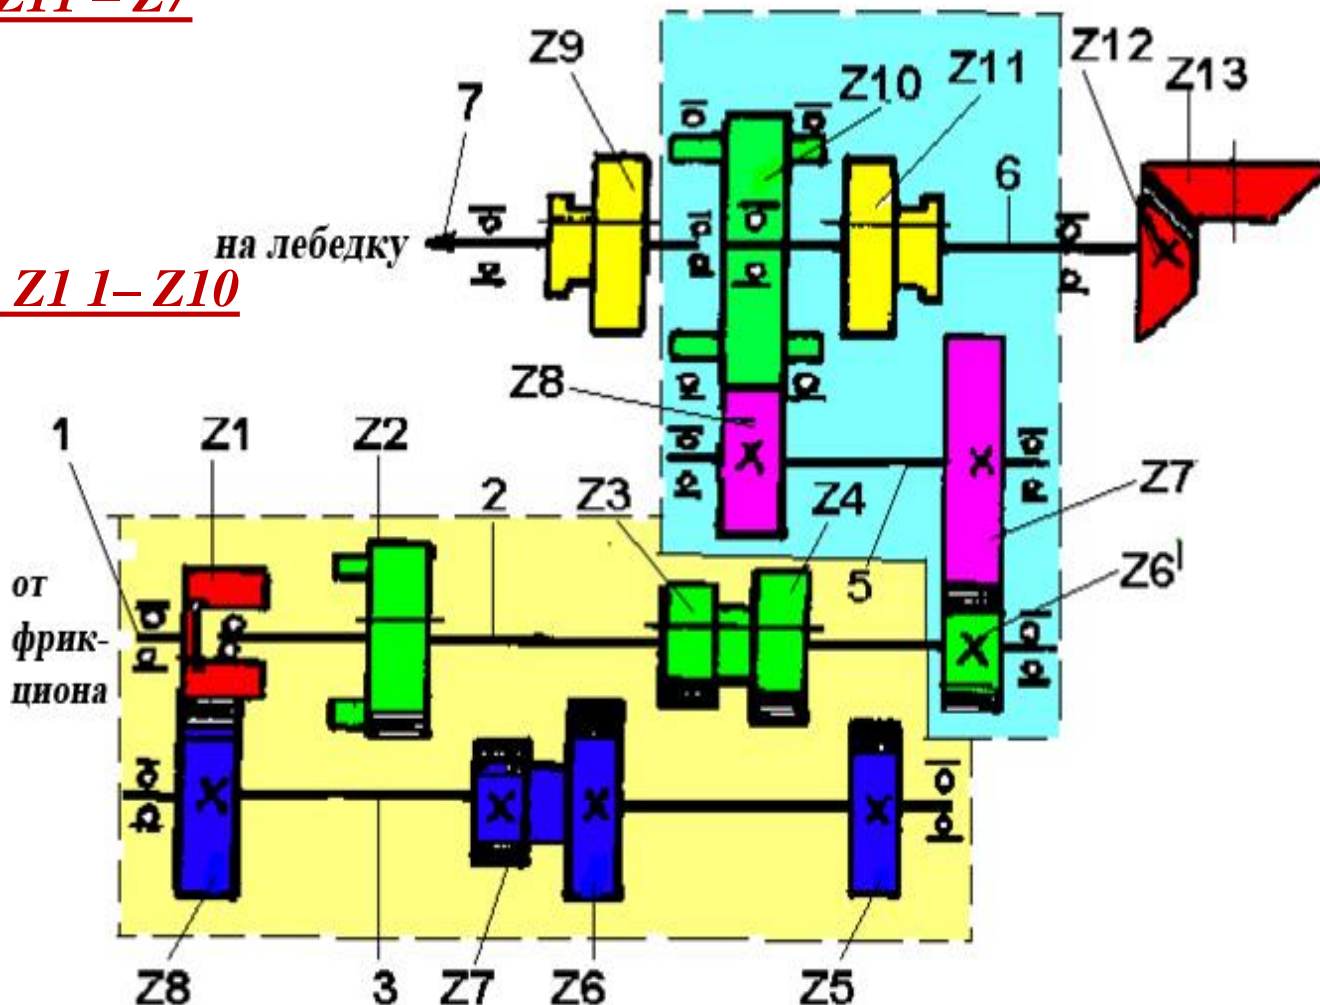 Z11 – Z7
Z9
Z12
Z10
Z11
Z13
7
6
на лебедку
Z1 1– Z10
Z8
1
Z1
Z2
2
Z3
Z4
Z7
5
Z6'
от
фрик-
циона
Z8
3
Z7
Z6
Z5